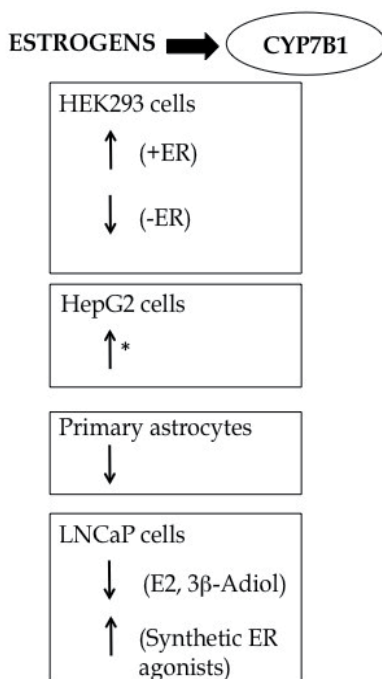 ESTROGENS CYP7B1
HEK293 cells
↑ (+ER)
↓ (-ER)
HepG2 cells
↑*
Primary astrocytes
↓
LNCaP cells
↓ (E2, 3β-Adiol)
↑ (Synthetic ER
agonists)